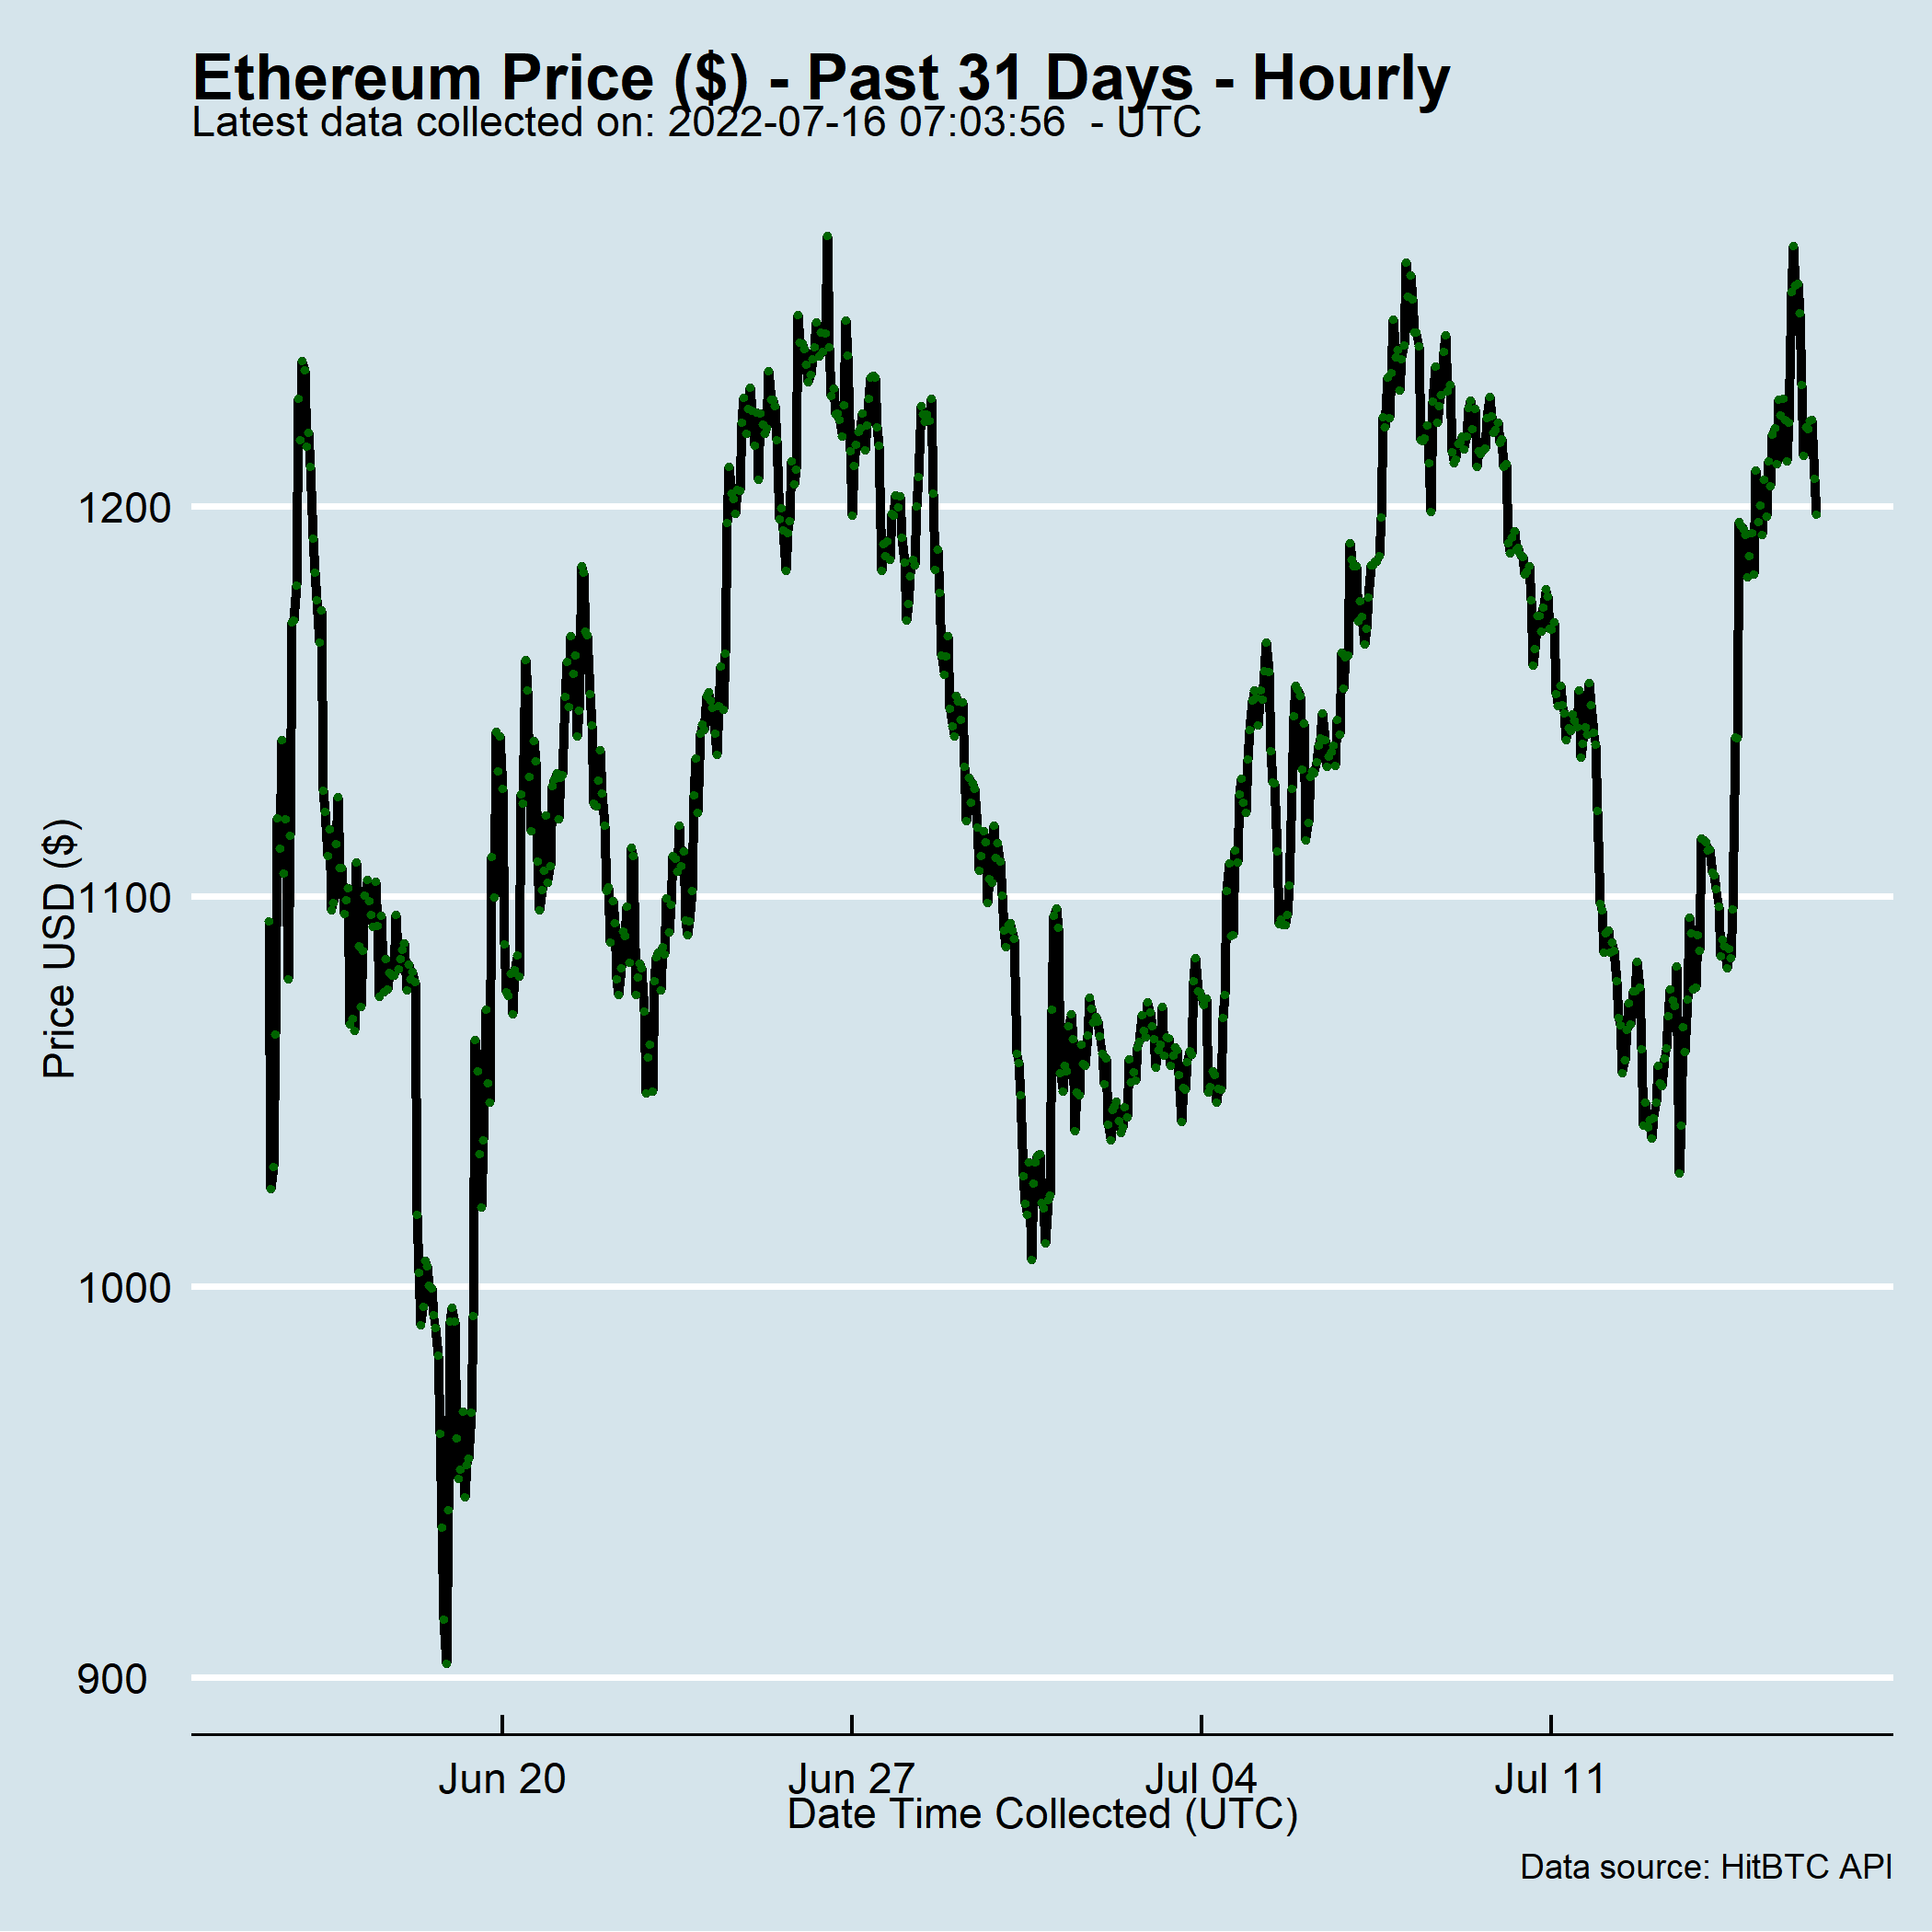 Ethereum Price ($) - Past 31 Days - Hourly
Latest data collected on: 2022-07-16 07:03:56  - UTC
Price USD ($)
1200
1100
1000
900
Jun 20
Jun 27
Jul 04
Jul 11
Date Time Collected (UTC)
Data source: HitBTC API